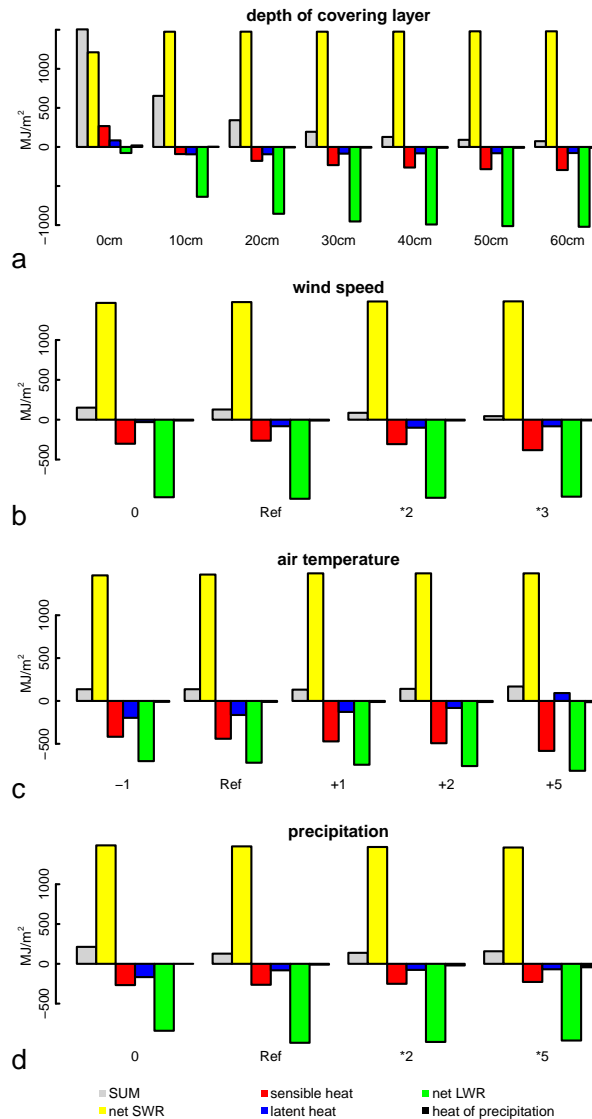 depth of covering layer
MJ/m²
−1000 0 500 1000
0cm 10cm 20cm 30cm 40cm 50cm 60cm
a
wind speed
MJ/m²
−500 0 500 1000
0 Ref *2 *3
b
air temperature
MJ/m²
−500 0 500 1000
−1 Ref +1 +2 +5
c
precipitation
MJ/m²
−500 0 500 1000
0 Ref *2 *5
d
SUM sensible heat net LWR
net SWR latent heat heat of precipitation